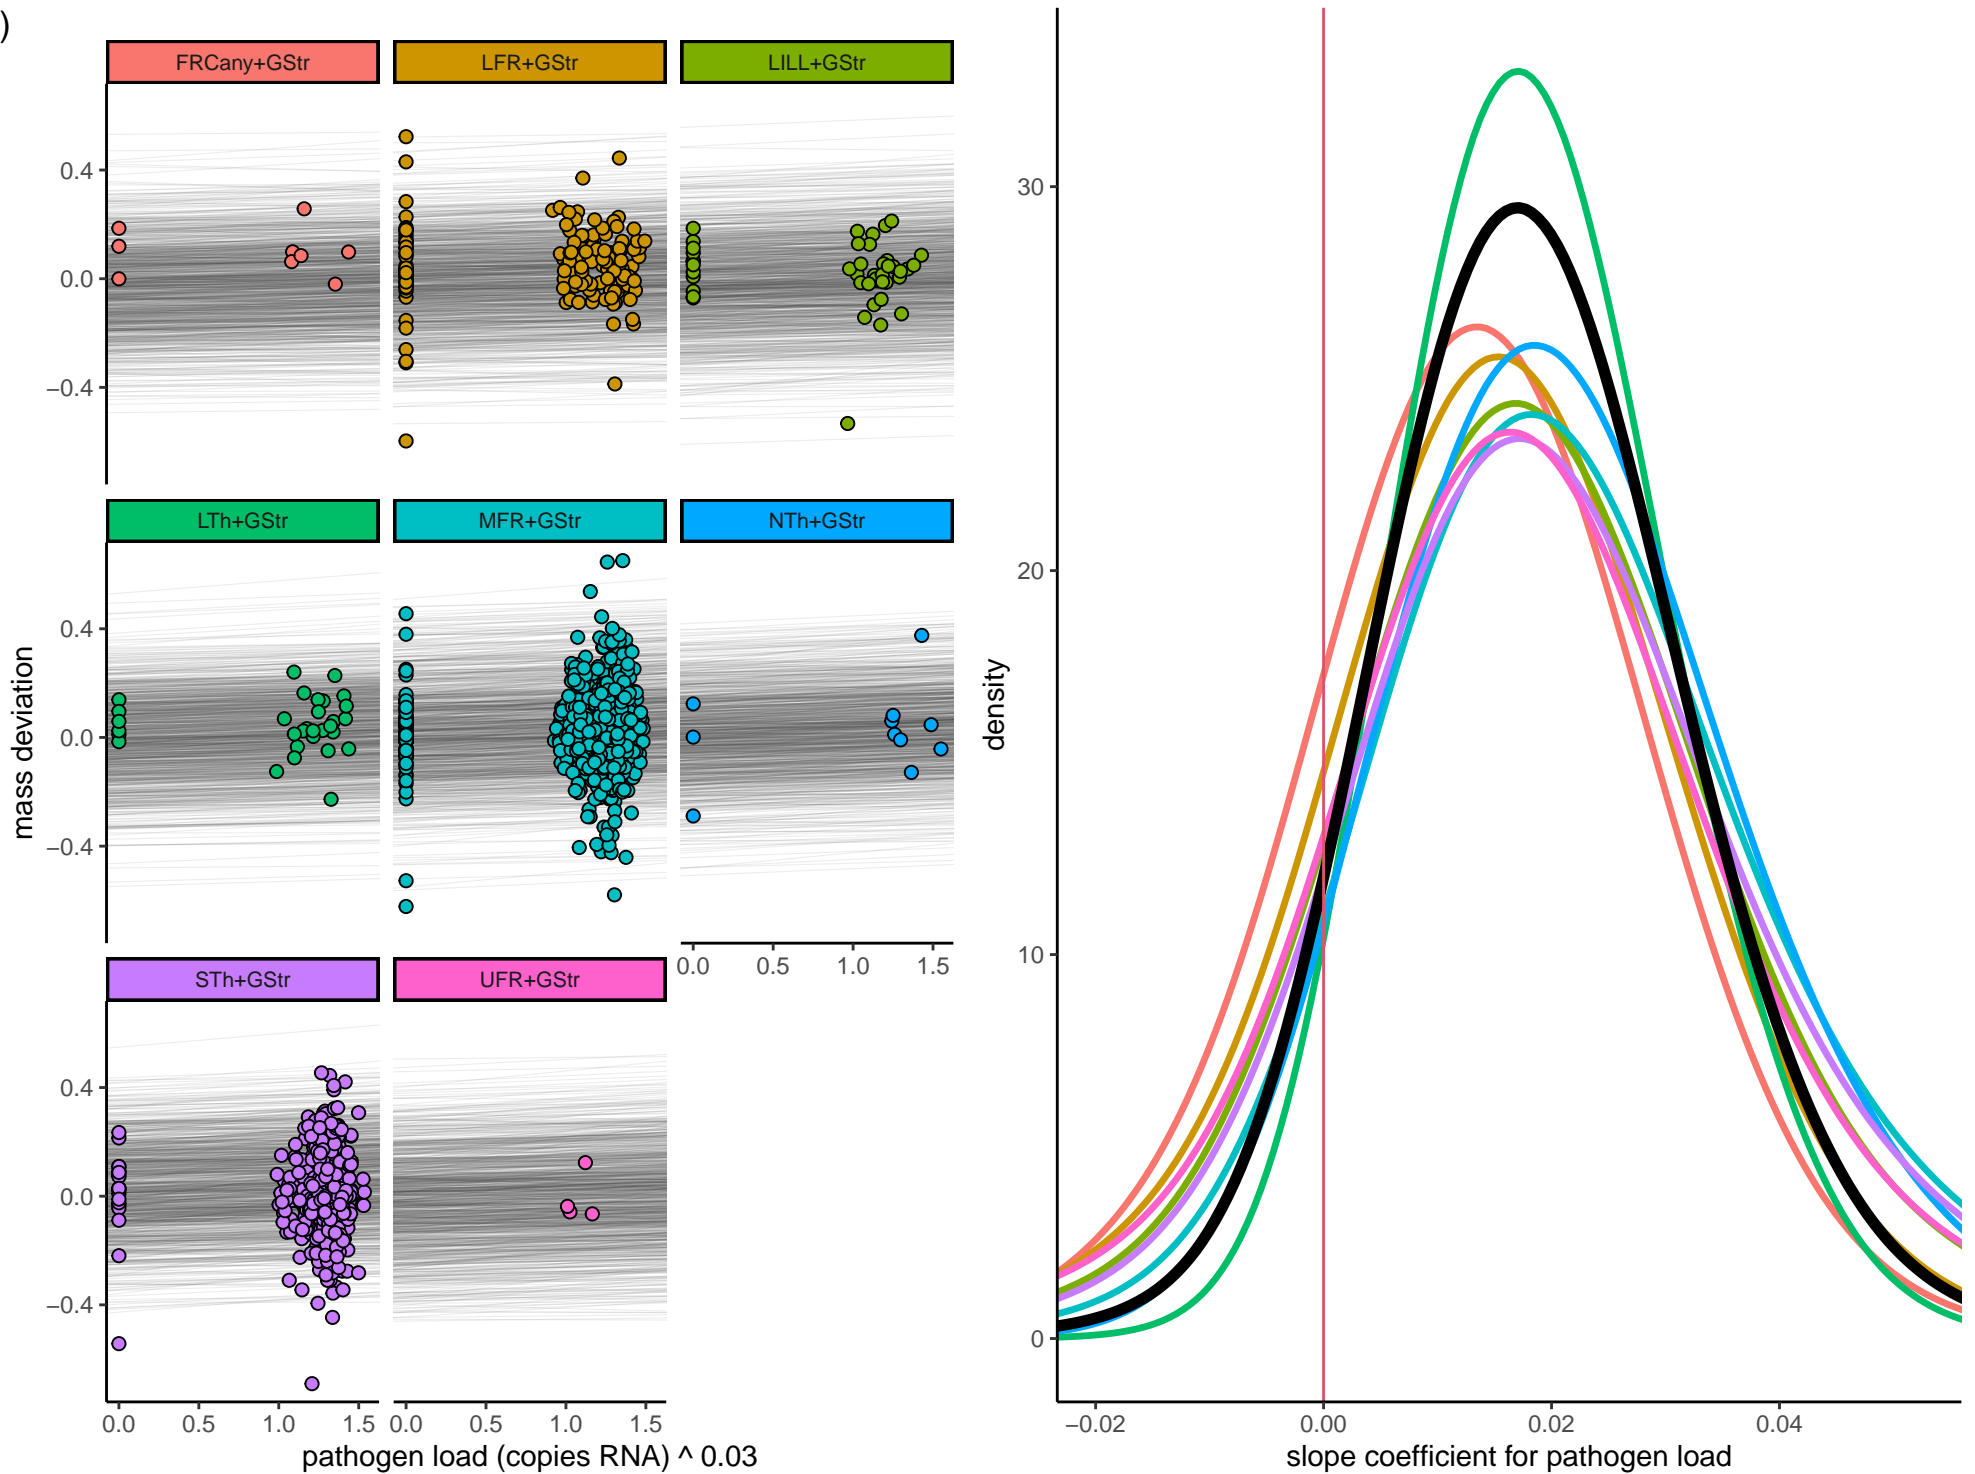 )
FRCany+GStr LFR+GStr LILL+GStr
0.4
0.0
−0.4
LTh+GStr MFR+GStr NTh+GStr
0.4
0.0
−0.4
0.0 0.5 1.0 1.5
STh+GStr UFR+GStr
0.4
0.0
−0.4
0.0 0.5 1.0 1.5 0.0 0.5 1.0 1.5
mass deviation
pathogen load (copies RNA) ^ 0.03
30
20
10
0
density
−0.02 0.00 0.02 0.04
slope coefficient for pathogen load